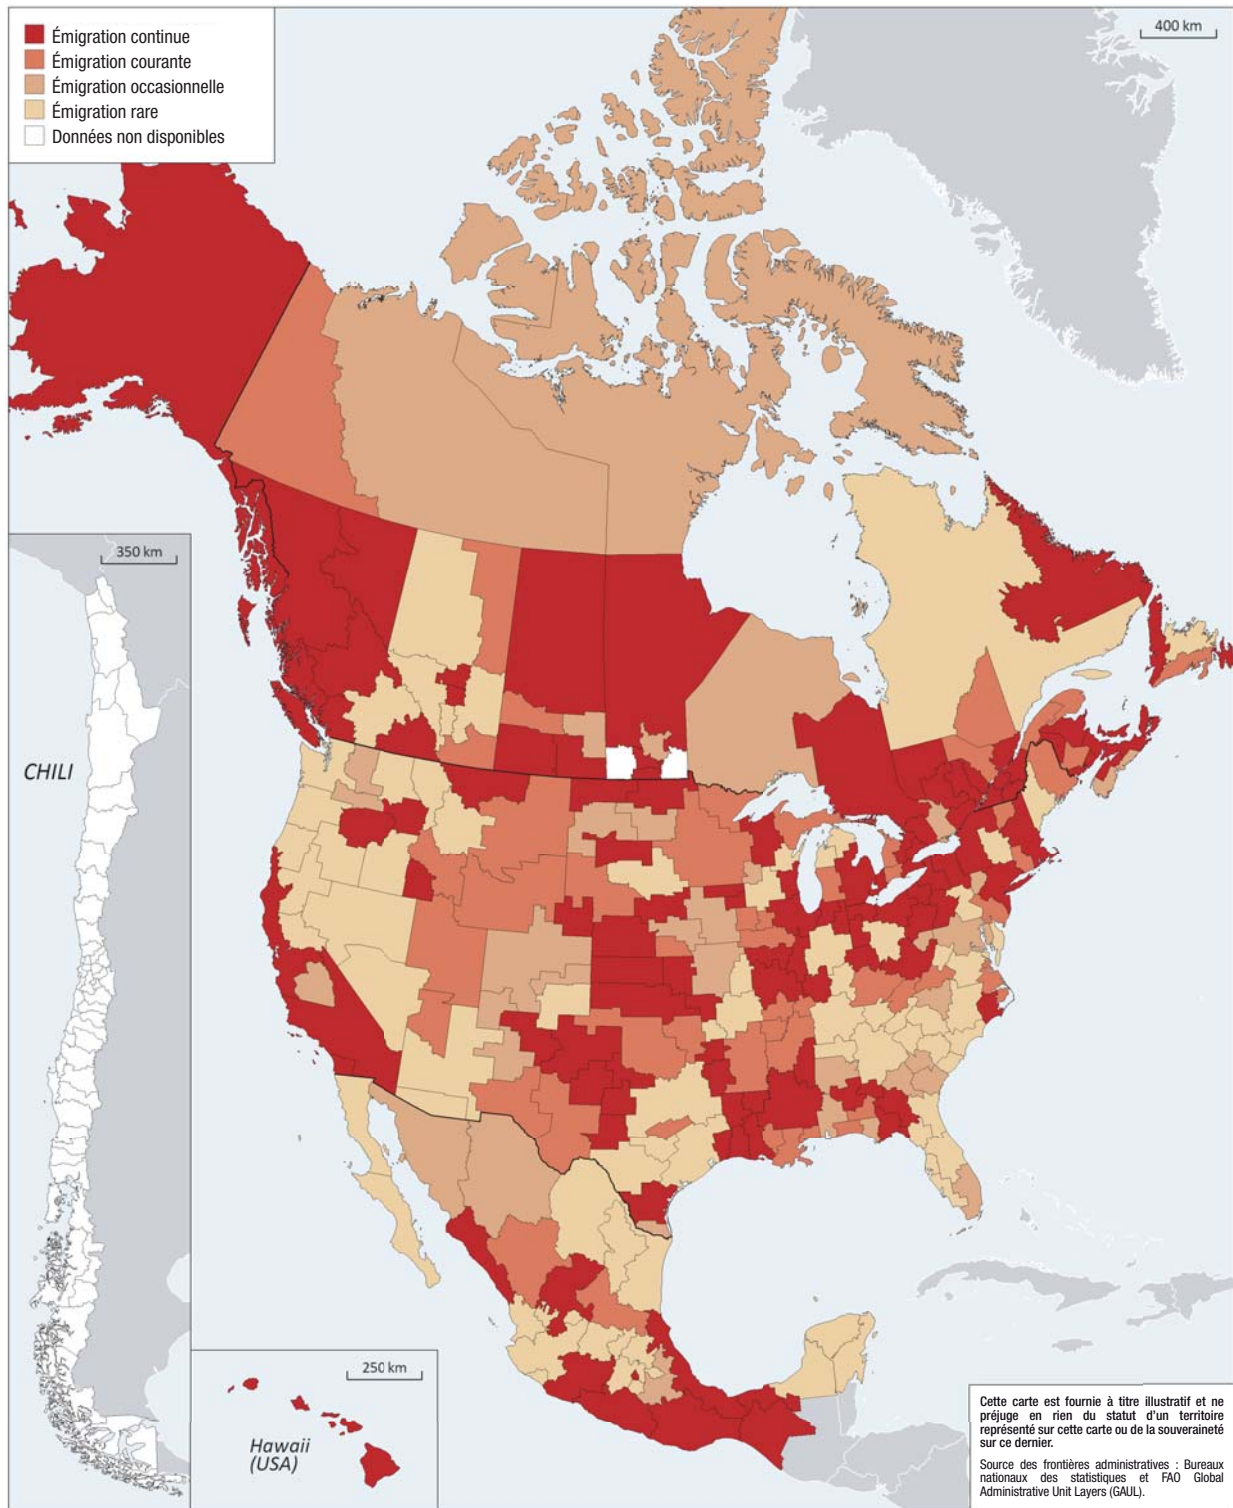 Émigration continue
Émigration courante
Émigration occasionnelle
Émigration rare
Données non disponibles
400 km
350 km
CHILI
250 km
Hawaii
(USA)
Cette carte est fournie à titre illustratif et ne
préjuge en rien du statut d'un territoire
représenté sur cette carte ou de la souveraineté
sur ce dernier.
Source des frontières administratives : Bureaux
nationaux des statistiques et FAO Global
Administrative Unit Layers (GAUL).